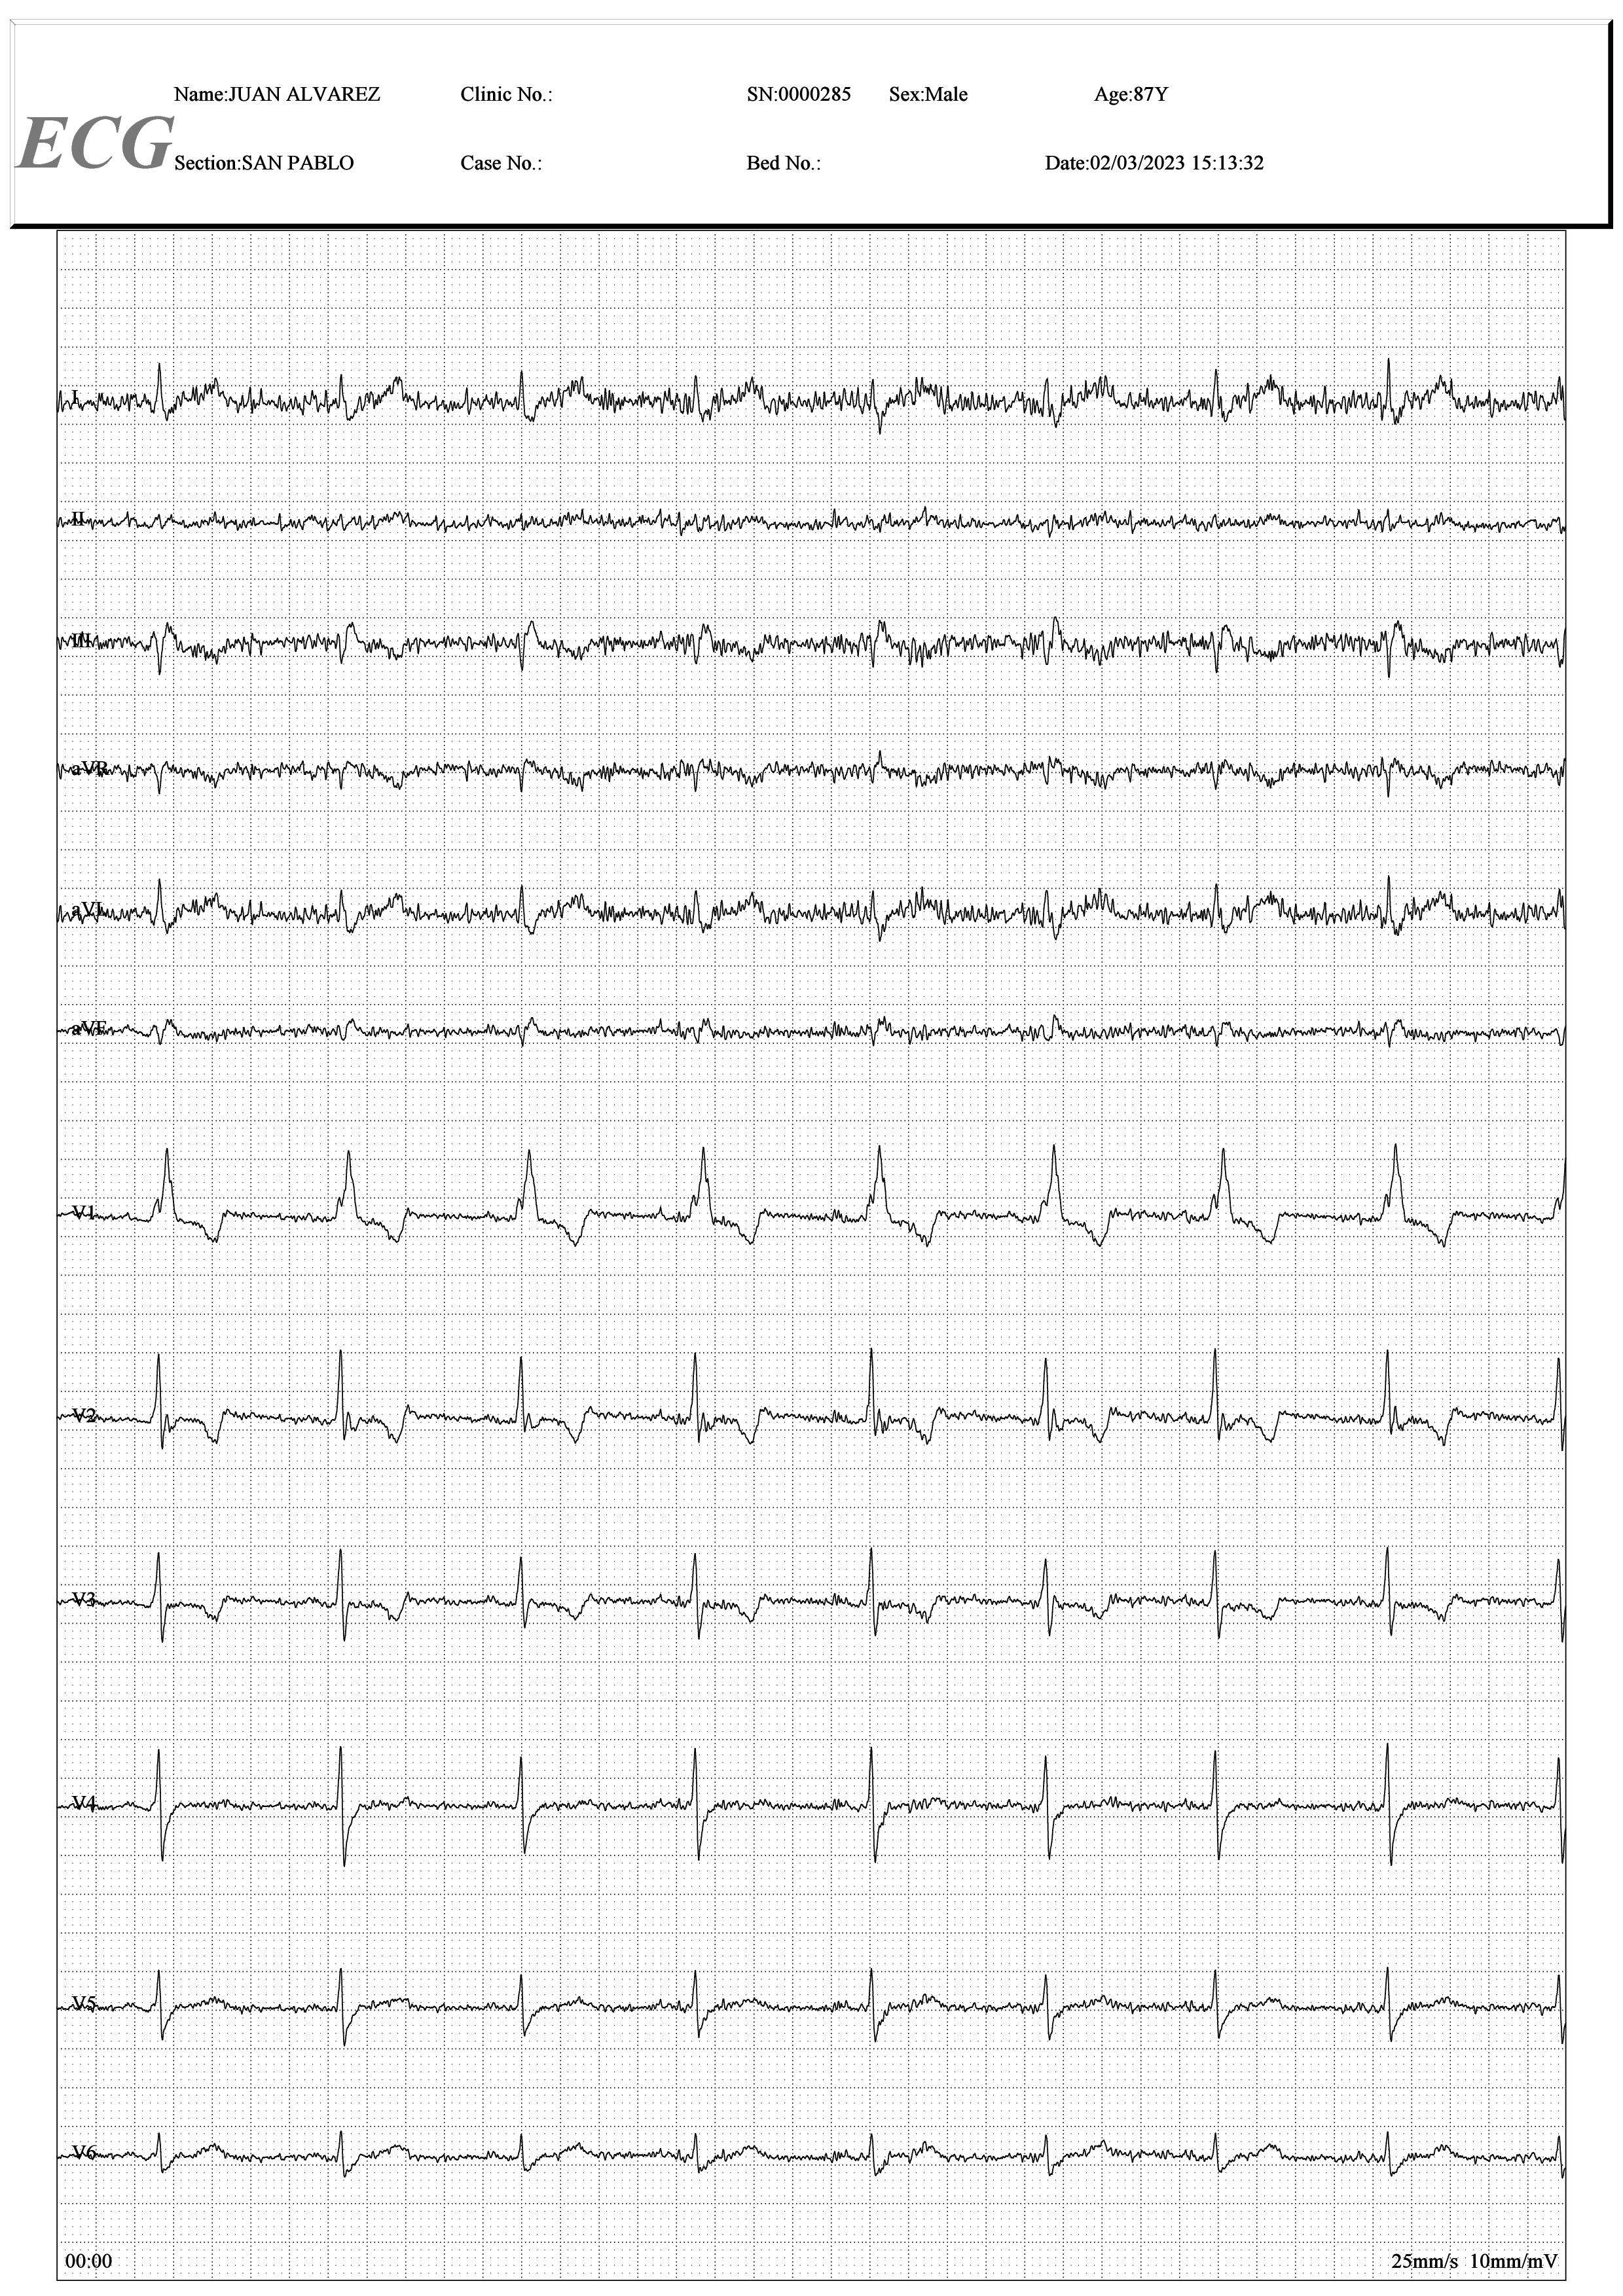 Name:JUAN ALVAREZ Clinic No.: SN:0000285 Sex:Male Age:87Y
ECG
Section:SAN PABLO Case No.: Bed No.: Date:02/03/2023 15:13:32
I
II
III
aVR
aVL
aVF
V1
V2
V3
V4
V5
V6
00:00 25mm/s 10mm/mV